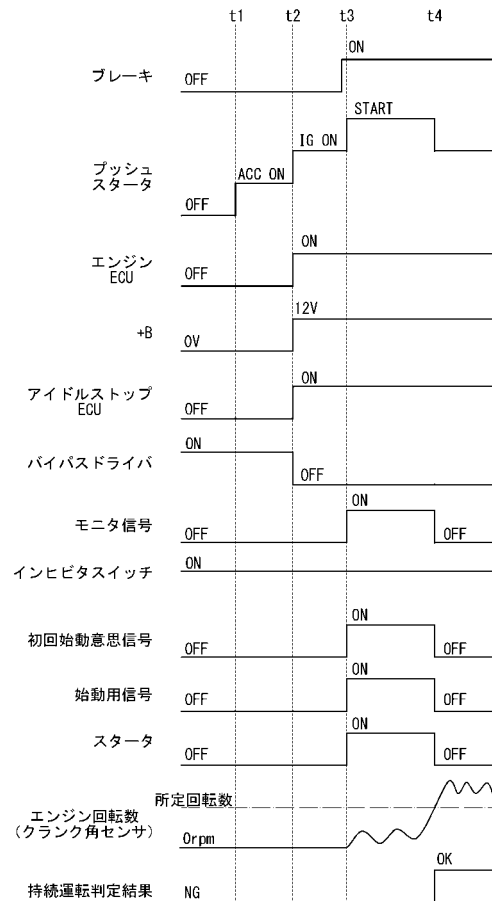 t1 t2 t3 t4
ブレーキ OFF ON
プッシュ
スタータ OFF ACC ON IG ON START
エンジン
ECU OFF ON
+B 0V 12V
アイドルストップ
ECU OFF ON
バイパスドライバ ON OFF
モニタ信号 OFF ON OFF
インヒビタスイッチ ON
初回始動意思信号 OFF ON OFF
始動用信号 OFF ON OFF
スタータ OFF ON OFF
所定回転数
エンジン回転数
(クランク角センサ) 0rpm
持続運転判定結果 NG OK